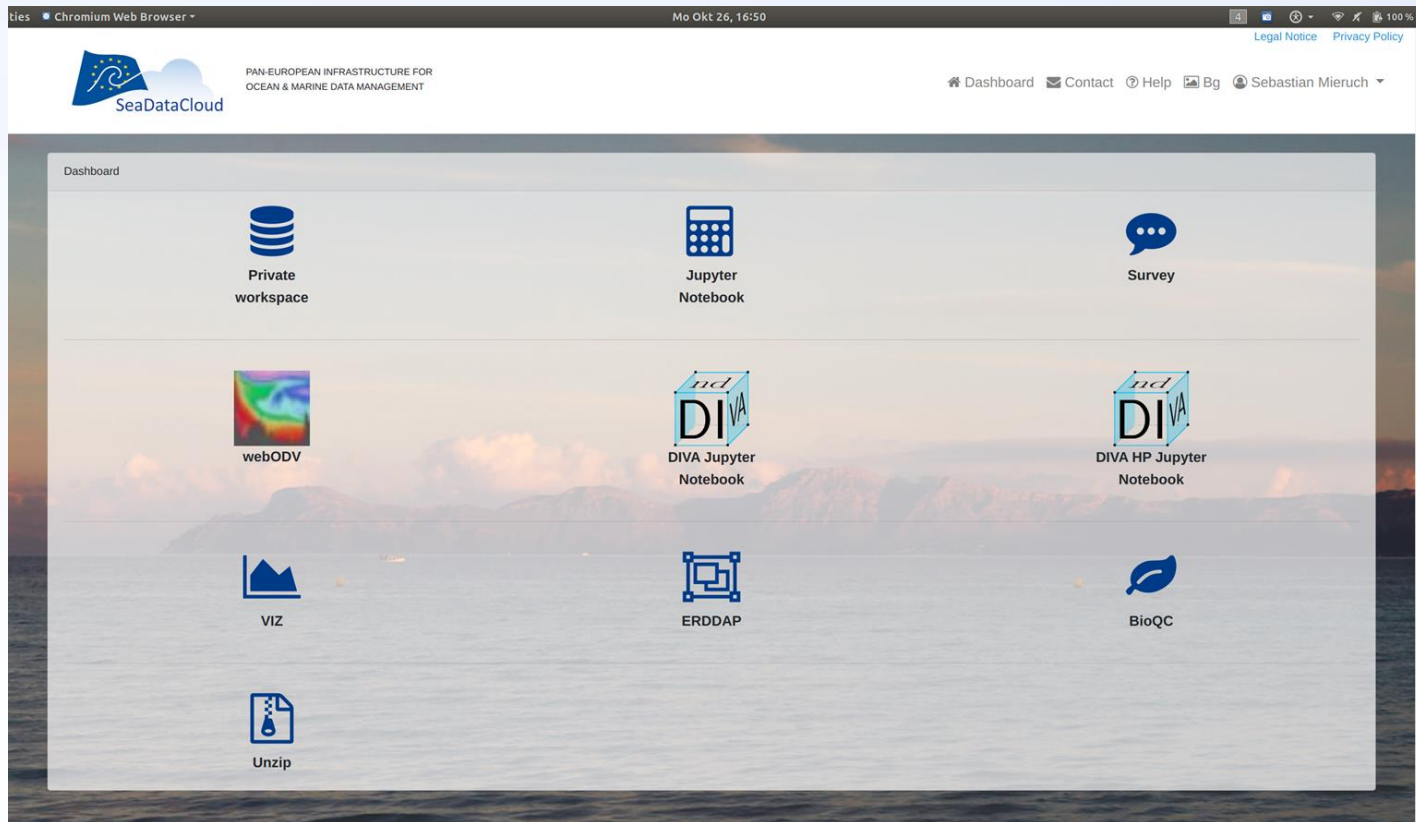 ties Chromium Web Browser Mo Okt 26, 16:50 4 100 %
Legal Notice Privacy Policy
SeaDataCloud
PAN-EUROPEAN INFRASTRUCTURE FOR
OCEAN & MARINE DATA MANAGEMENT
Dashboard Contact Help Bg Sebastian Mieruch
Dashboard
Private
workspace
Jupyter
Notebook
Survey
webODV
nd
DIVA
DIVA Jupyter
Notebook
nd
DIVA
DIVA HP Jupyter
Notebook
VIZ
ERDDAP
BioQC
Unzip